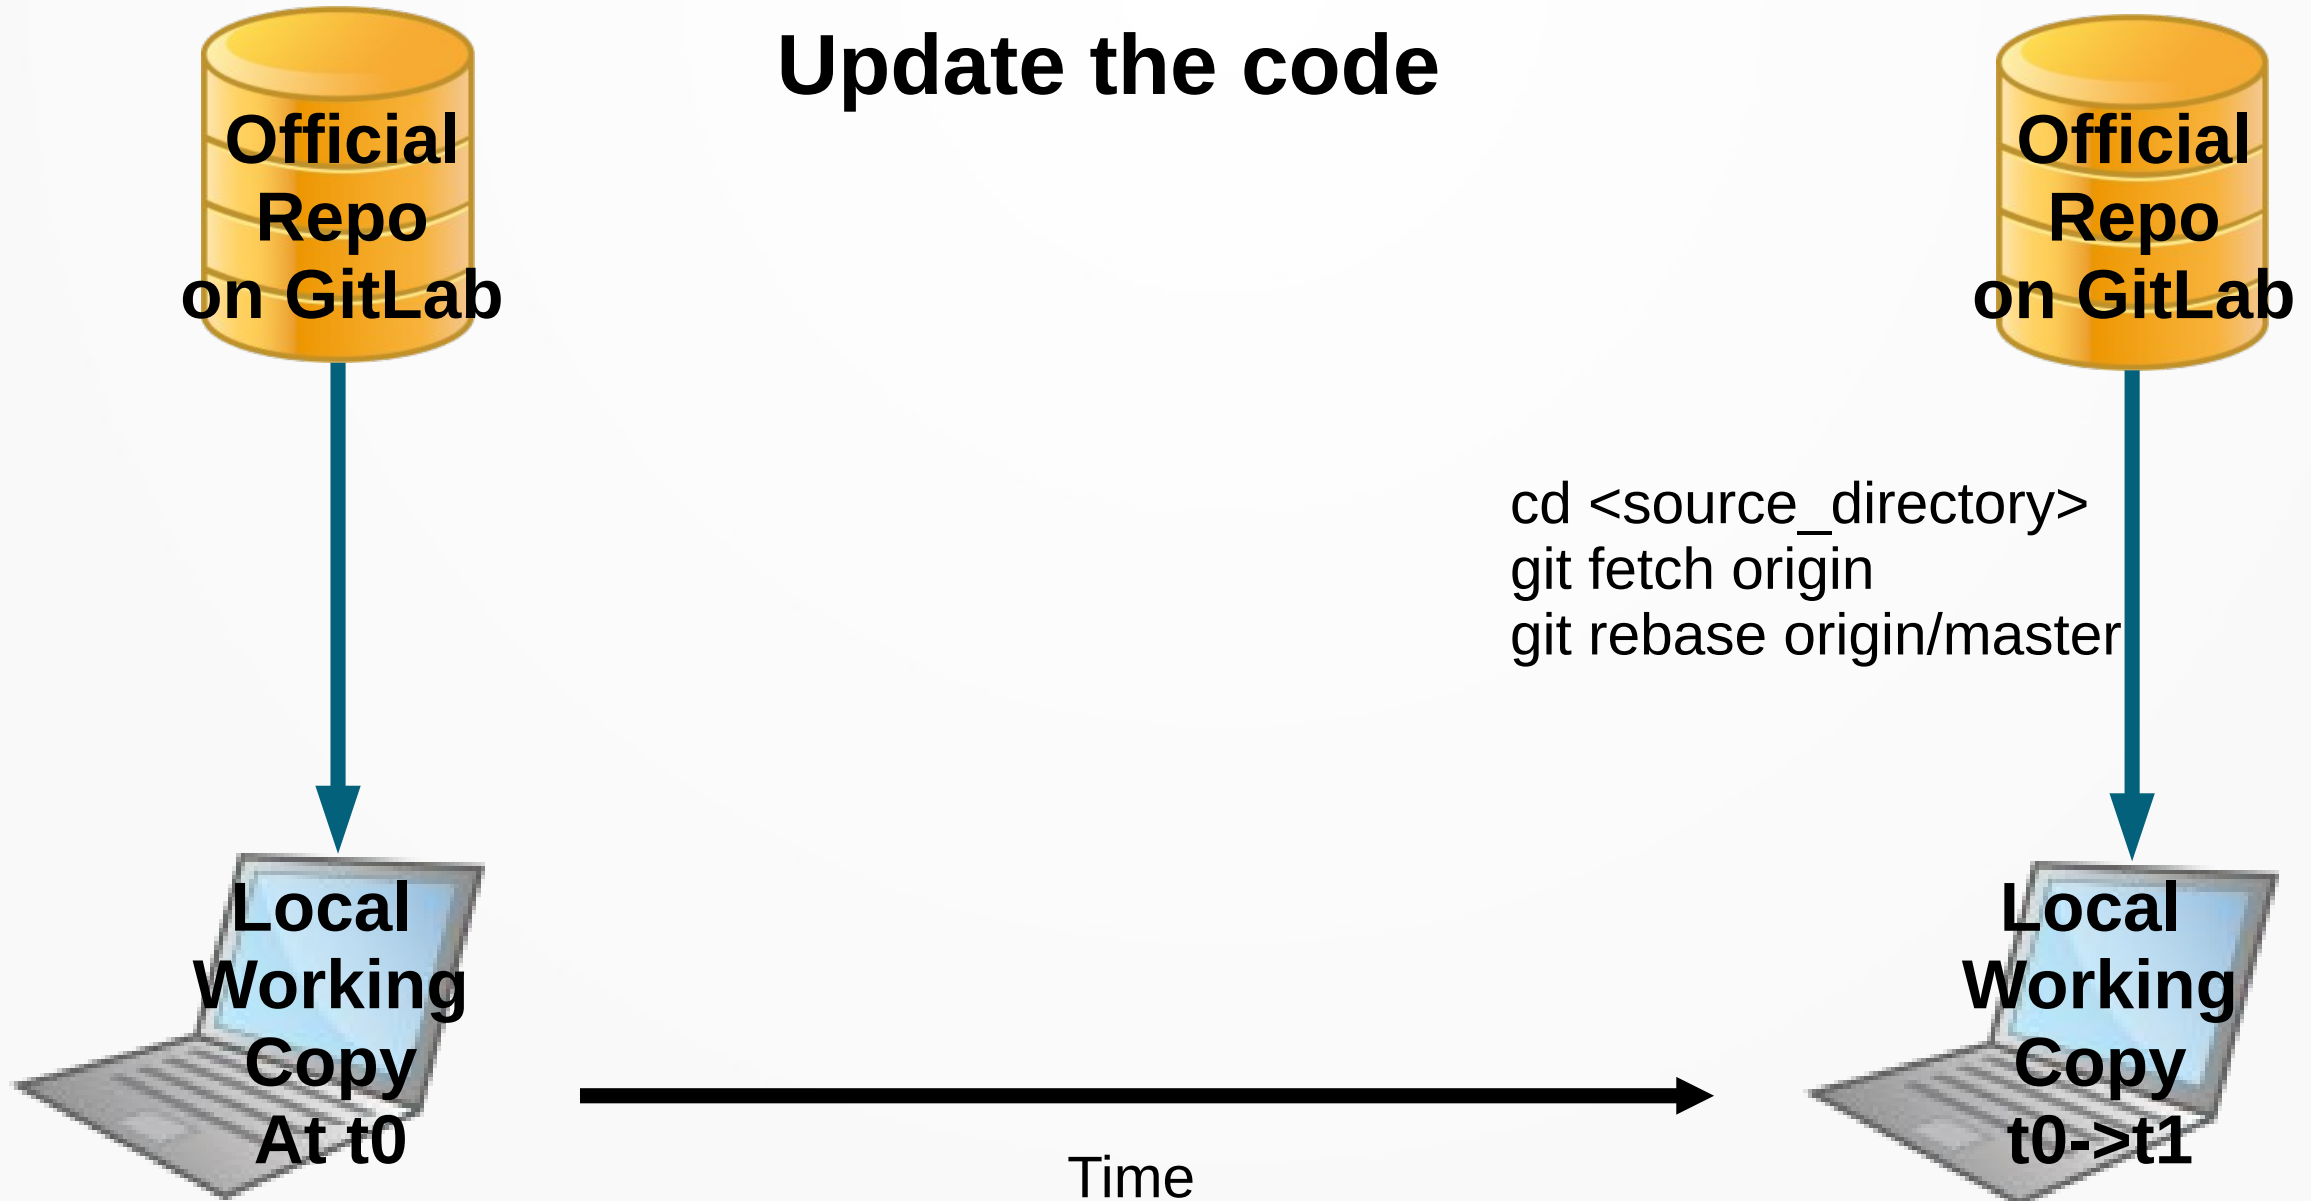 Update the code
Official
Repo
on GitLab
Official
Repo
on GitLab
cd <source_directory>
git fetch origin
git rebase origin/master
Local
Working
Copy
At t0
Local
Working
Copy
t0->t1
Time